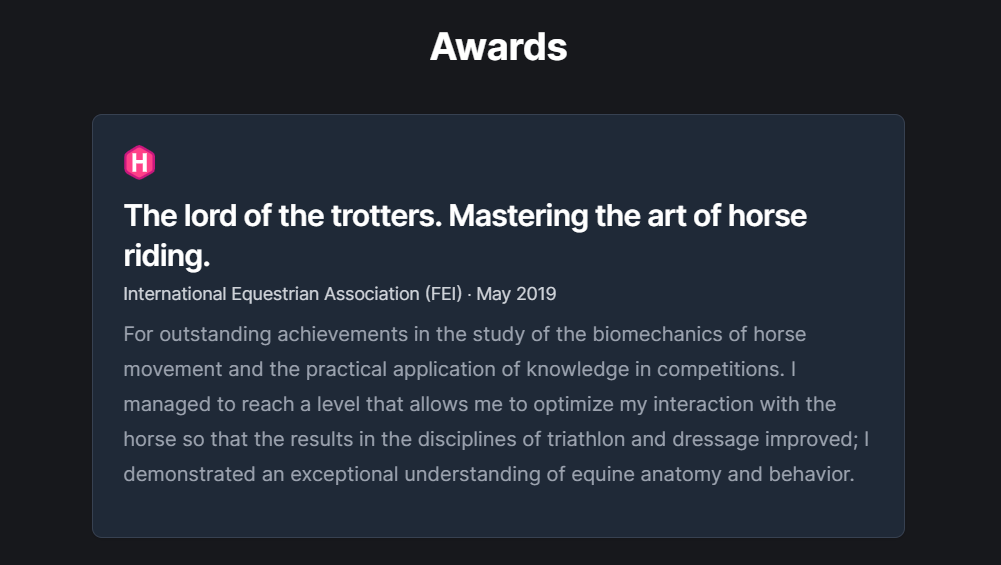 Awards
H
The lord of the trotters. Mastering the art of horse
riding.
International Equestrian Association (FEI) · May 2019
For outstanding achievements in the study of the biomechanics of horse
movement and the practical application of knowledge in competitions. I
managed to reach a level that allows me to optimize my interaction with the
horse so that the results in the disciplines of triathlon and dressage improved; I
demonstrated an exceptional understanding of equine anatomy and behavior.